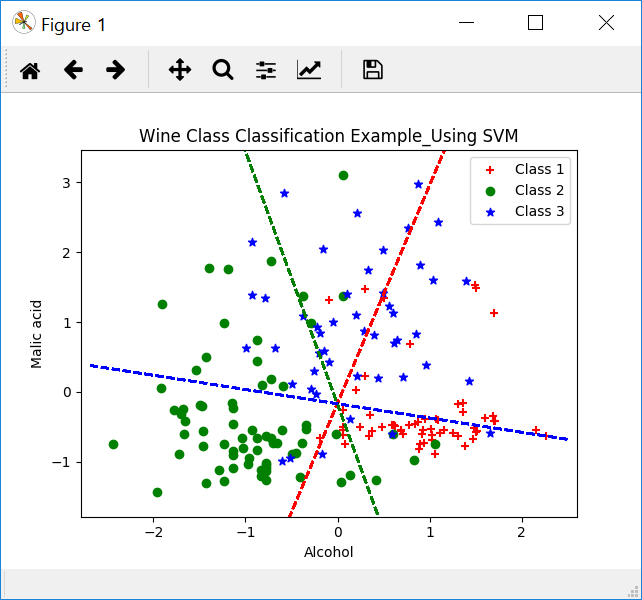 Figure 1
Wine Class Classification Example_Using SVM
Class 1
Class 2
Class 3
Malic acid
3
2
1
0
−1
−2
−1
0
1
2
Alcohol